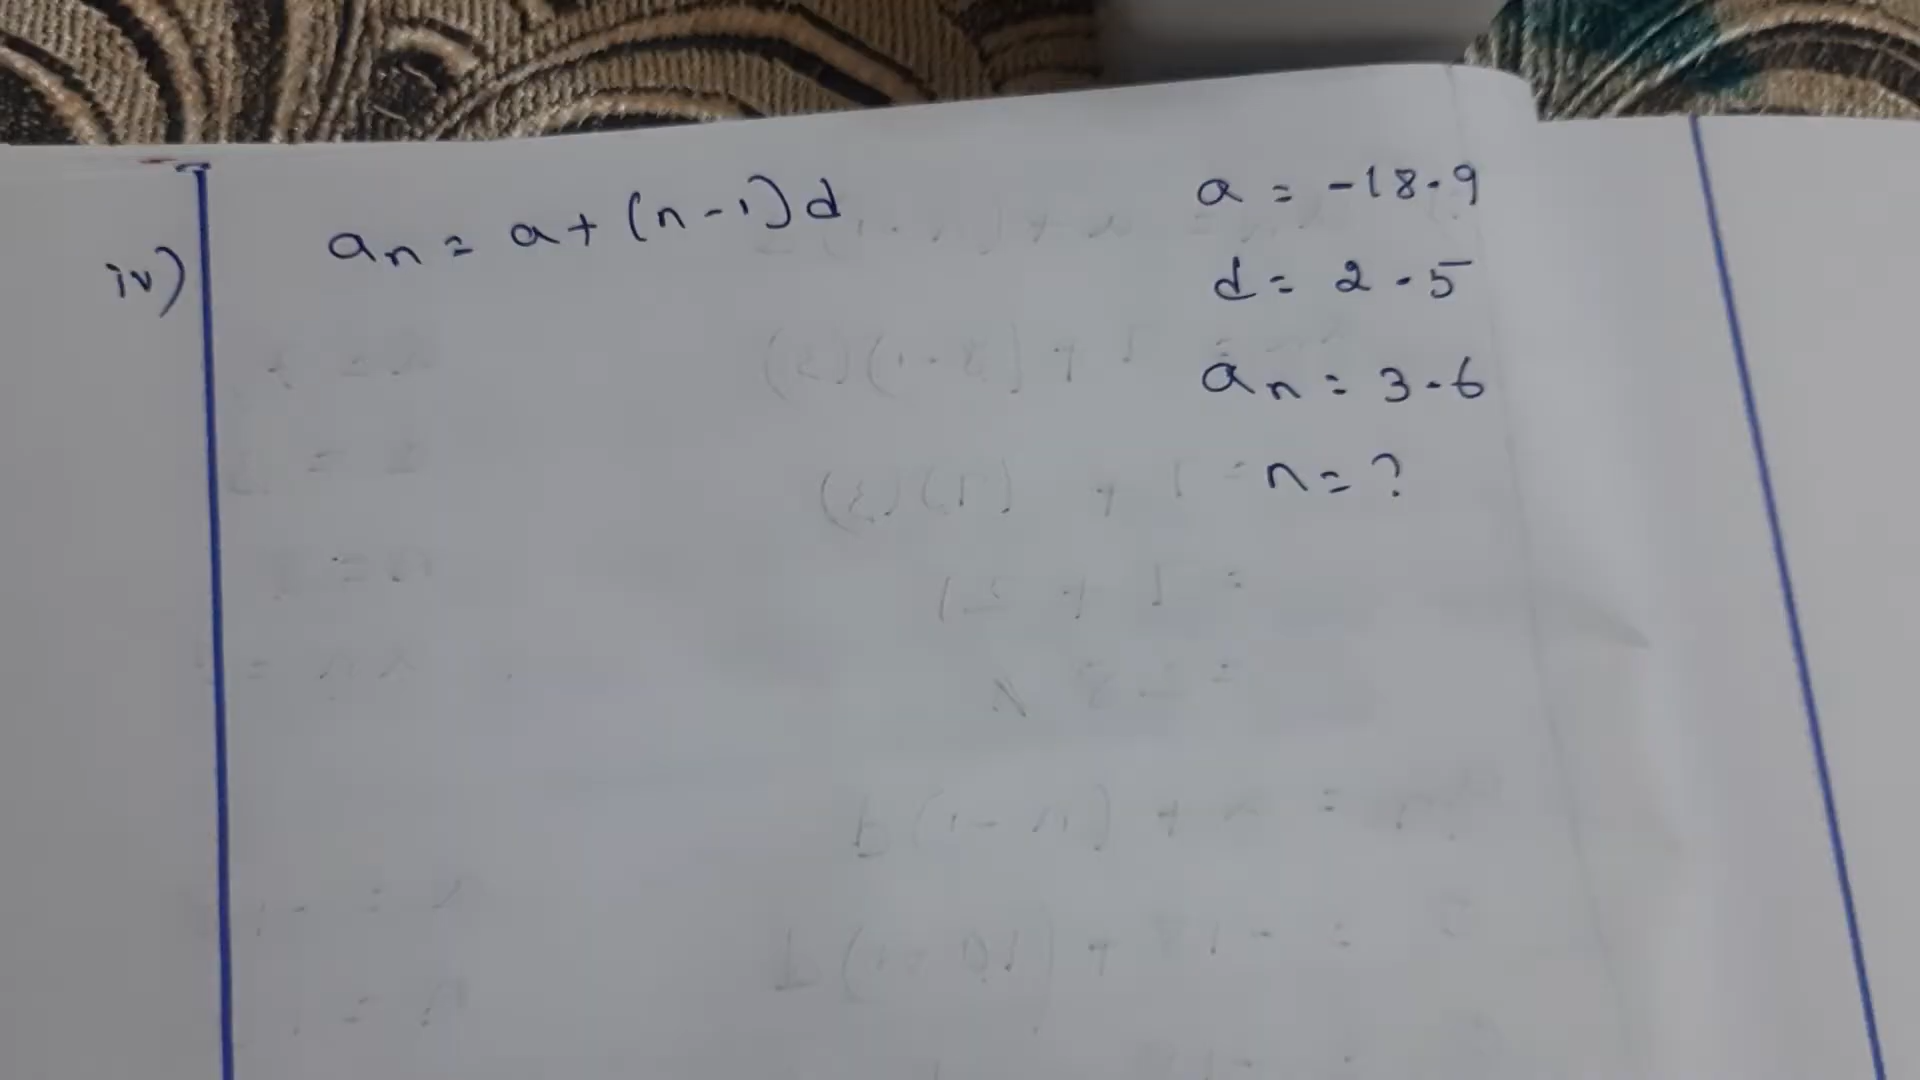 iv) an = a + (n-1)d
a = -18.9
d = 2.5
an = 3.6
n = ?